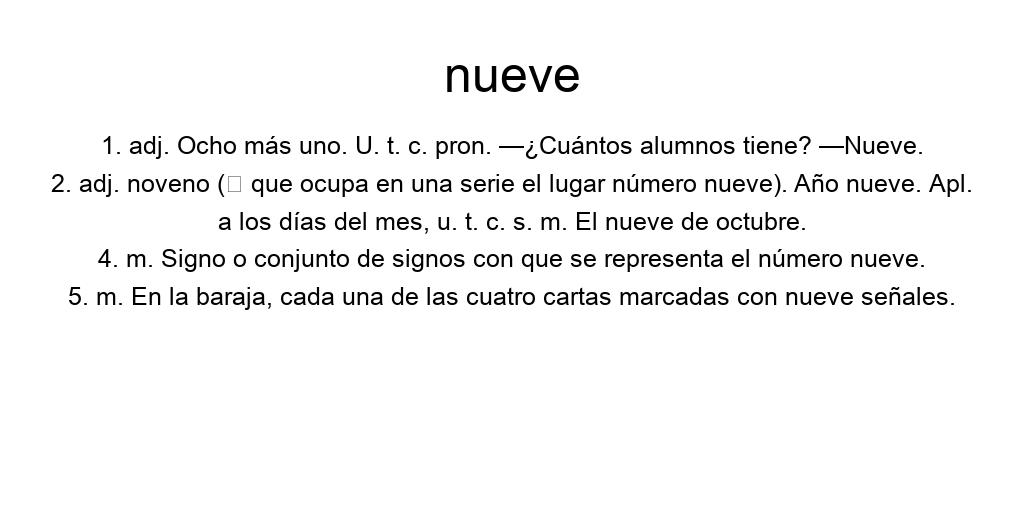 nueve
1. adj. Ocho más uno. U. t. c. pron. —¿Cuántos alumnos tiene? —Nueve.
2. adj. noveno (□ que ocupa en una serie el lugar número nueve). Año nueve. Apl.
a los días del mes, u. t. c. s. m. El nueve de octubre.
4. m. Signo o conjunto de signos con que se representa el número nueve.
5. m. En la baraja, cada una de las cuatro cartas marcadas con nueve señales.